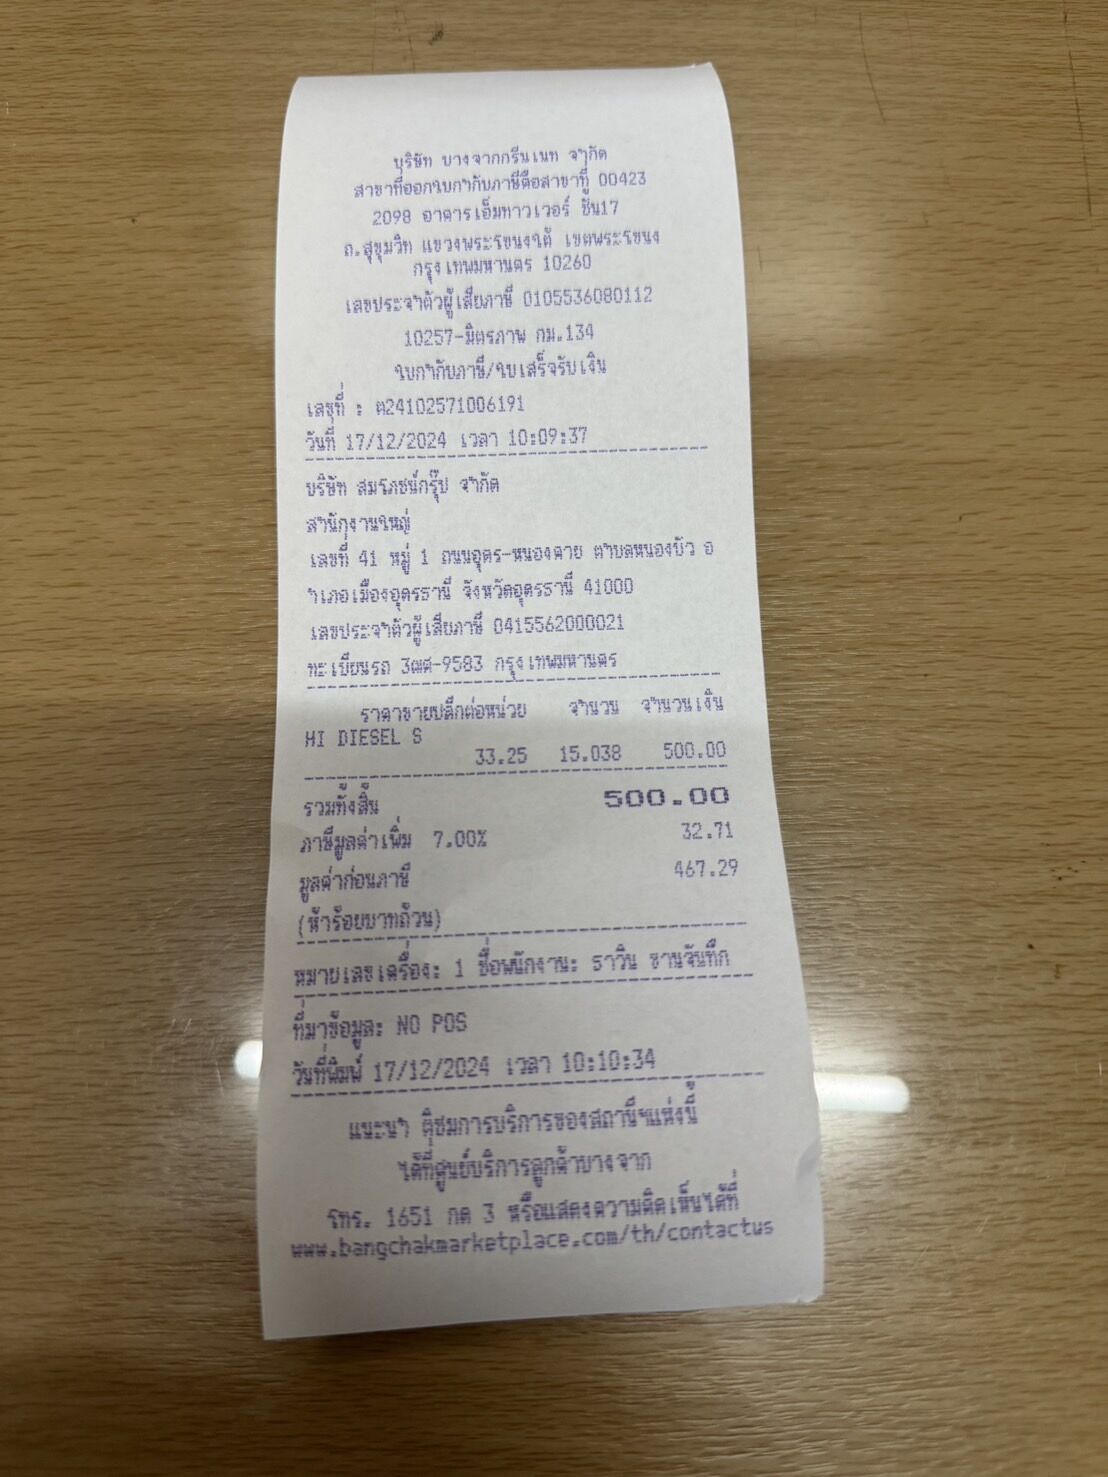 บริษัท บางจากกรีนเนท จำกัด
สาขาที่ออกใบกำกับภาษีคือสาขาที่ 00423
2098 อาคารเอ็มทาวเวอร์ ชั้น17
ถ.สุขุมวิท แขวงพระโขนงใต้ เขตพระโขนง
กรุงเทพมหานคร 10260
เลขประจำตัวผู้เสียภาษี 0105536080112
10257-มิตรภาพ กม.134
ใบกำกับภาษี/ใบเสร็จรับเงิน
เลขที่ : ต24102571006191
วันที่ 17/12/2024 เวลา 10:09:37
บริษัท สมโภชน์กรุ๊ป จำกัด
สำนักงานใหญ่
เลขที่ 41 หมู่ 1 ถนนอุดร-หนองคาย ตำบลหนองบัว อ
ำเภอเมืองอุดรธานี จังหวัดอุดรธานี 41000
เลขประจำตัวผู้เสียภาษี 0415562000021
ทะเบียนรถ 3ฒศ-9583 กรุงเทพมหานคร
ราคาขายปลีกต่อหน่วย จำนวน จำนวนเงิน
HI DIESEL S
33.25 15.038 500.00
รวมทั้งสิ้น 500.00
ภาษีมูลค่าเพิ่ม 7.00% 32.71
มูลค่าก่อนภาษี 467.29
(ห้าร้อยบาทถ้วน)
หมายเลขเครื่อง: 1 ชื่อพนักงาน: ธาวิน ขานจันทึก
ที่มาข้อมูล: NO POS
วันที่พิมพ์ 17/12/2024 เวลา 10:10:34
แนะนำ ติชมการบริการของสถานีฯแห่งนี้
ได้ที่ศูนย์บริการลูกค้าบางจาก
โทร. 1651 กด 3 หรือแสดงความคิดเห็นได้ที่
www.bangchakmarketplace.com/th/contactus